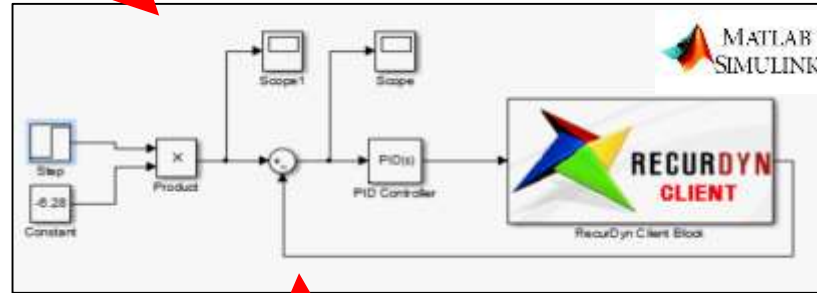 MATLAB
SIMULINK
Scope1
Scope
Step
×
Product
+-
PID(s)
PID Controller
-6.28
Constant
RECURDYN
CLIENT
RecurDyn Client Block